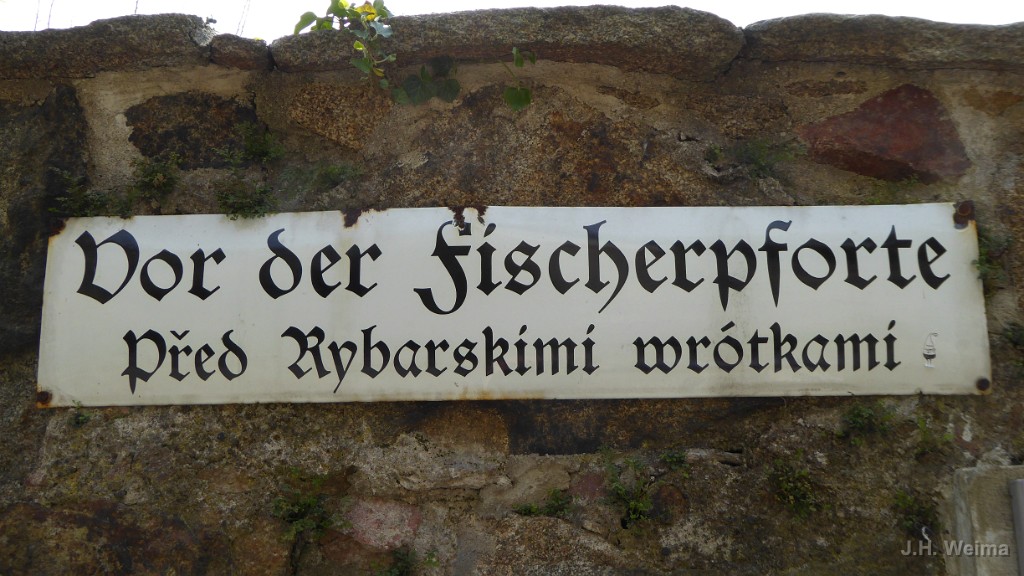 Vor der Fischerpforte
Před Rybarskimi wrótkami
J.H. Weima